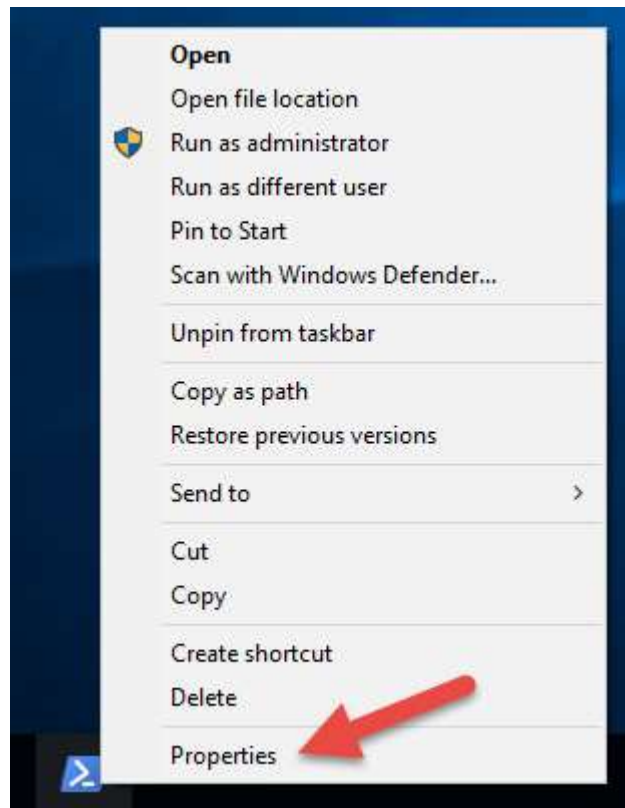 Open
Open file location
Run as administrator
Run as different user
Pin to Start
Scan with Windows Defender...
Unpin from taskbar
Copy as path
Restore previous versions
Send to
Cut
Copy
Create shortcut
Delete
Properties